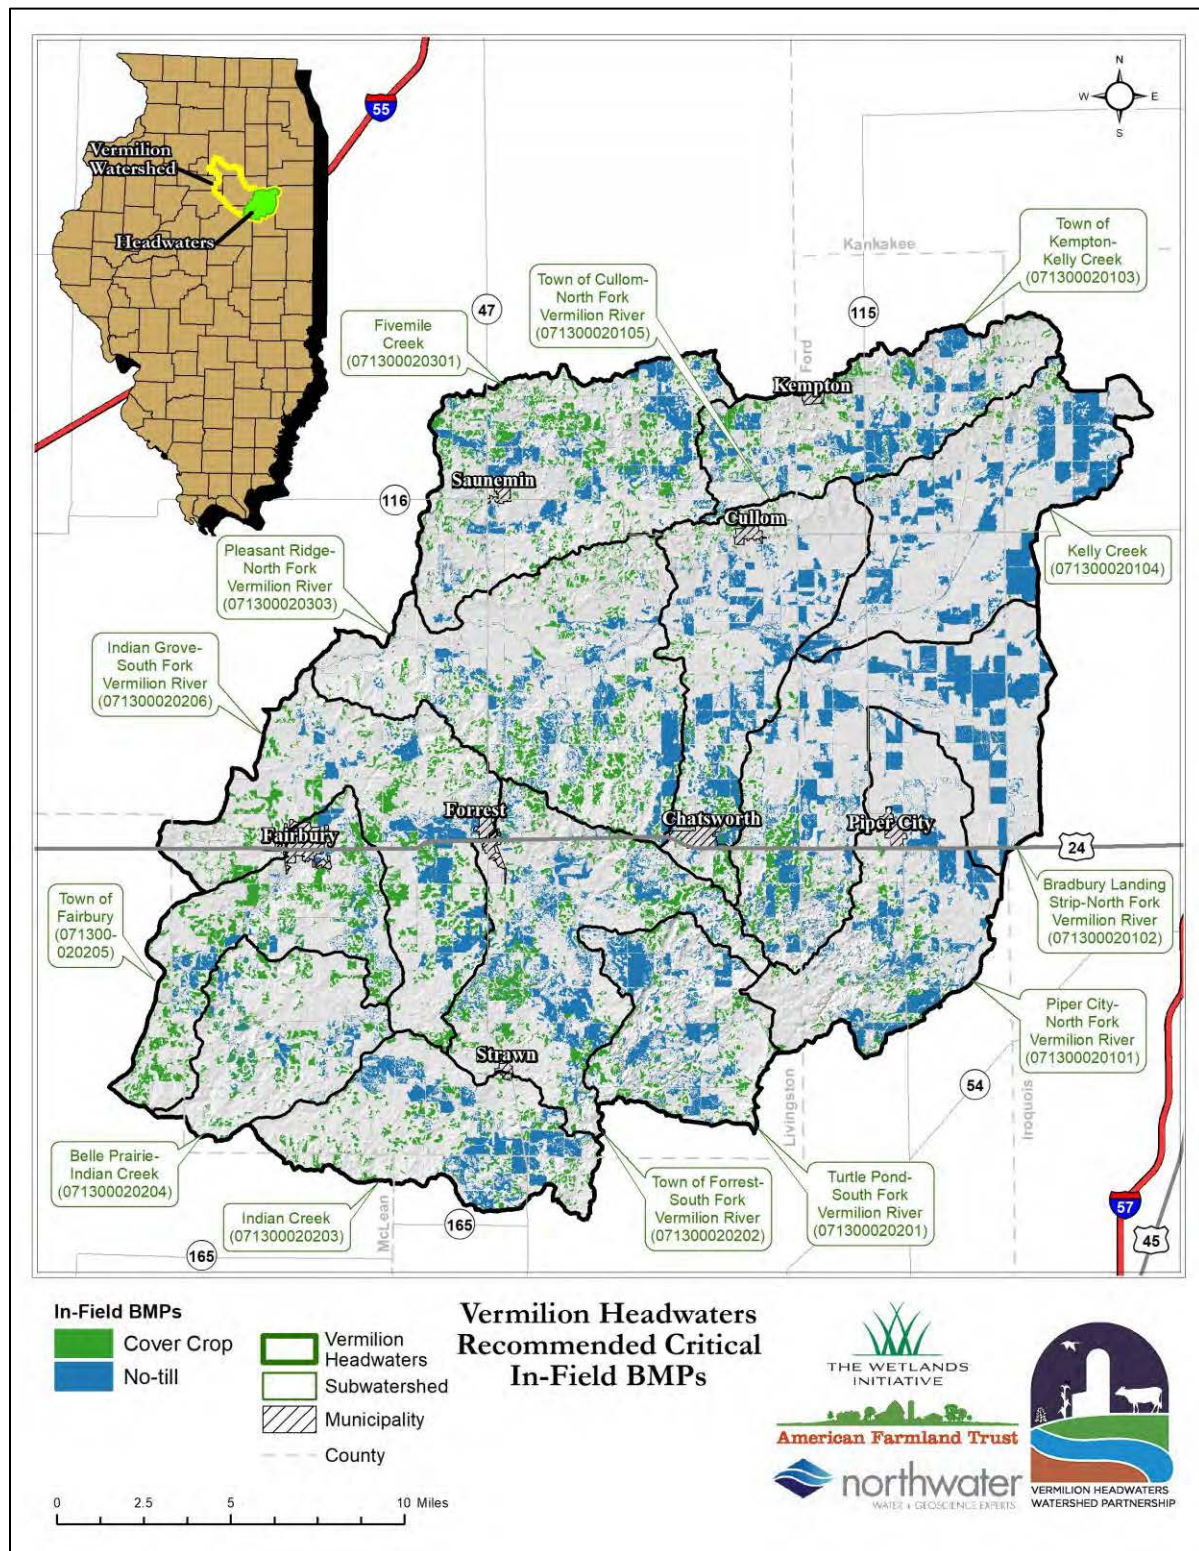 N
W
E
S
55
Vermilion
Watershed
Headwaters
Kankakee
Town of
Kempton-
Kelly Creek
(071300020103)
Town of Cullom-
North Fork
Vermilion River
(071300020105)
47
115
Fivemile
Creek
(071300020301)
Ford
Kempton
Saunemin
116
Cullom
Pleasant Ridge-
North Fork
Vermilion River
(071300020303)
Kelly Creek
(071300020104)
Indian Grove-
South Fork
Vermilion River
(071300020206)
Fairbury
Forrest
Chatsworth
Piper City
24
Town of
Fairbury
(071300-
020205)
Bradbury Landing
Strip-North Fork
Vermilion River
(071300020102)
Piper City-
North Fork
Vermilion River
(071300020101)
Strawn
54
Livingston
Iroquois
Belle Prairie-
Indian Creek
(071300020204)
Indian Creek
(071300020203)
McLean
165
165
Town of Forrest-
South Fork
Vermilion River
(071300020202)
Turtle Pond-
South Fork
Vermilion River
(071300020201)
57
45
In-Field BMPs
Cover Crop
No-till
Vermilion
Headwaters
Subwatershed
Municipality
County
0 2.5 5 10 Miles
Vermilion Headwaters
Recommended Critical
In-Field BMPs
THE WETLANDS
INITIATIVE
American Farmland Trust
northwater
WATER + GEOSCIENCE EXPERTS
VERMILION HEADWATERS
WATERSHED PARTNERSHIP